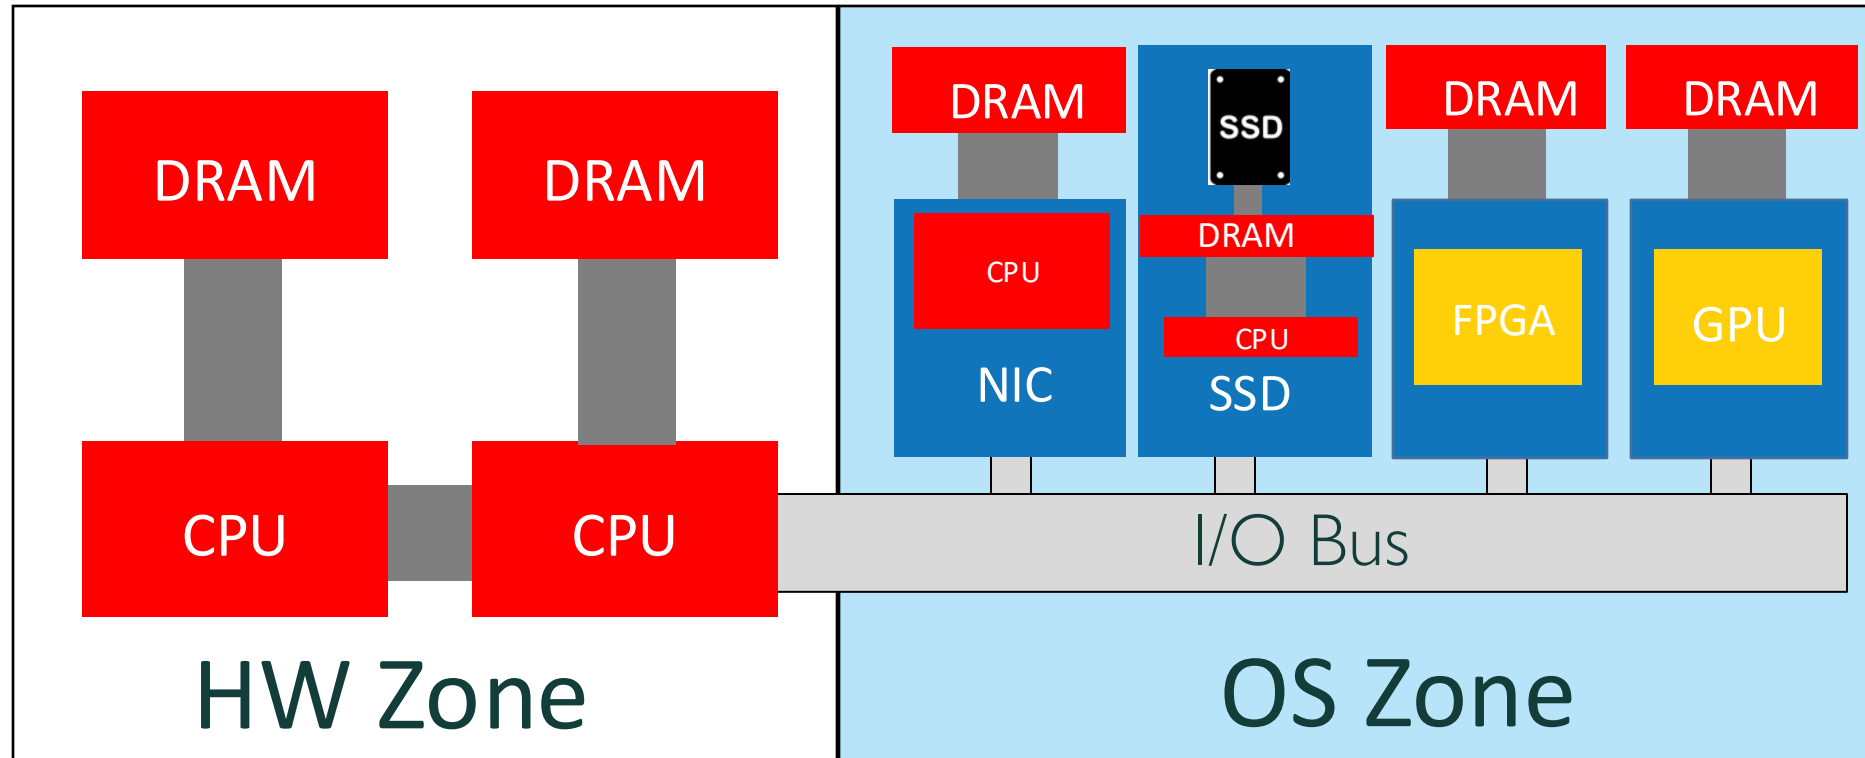 DRAM
DRAM
CPU
CPU
HW Zone
DRAM
CPU
NIC
SSD
DRAM
CPU
SSD
DRAM
FPGA
DRAM
GPU
I/O Bus
OS Zone